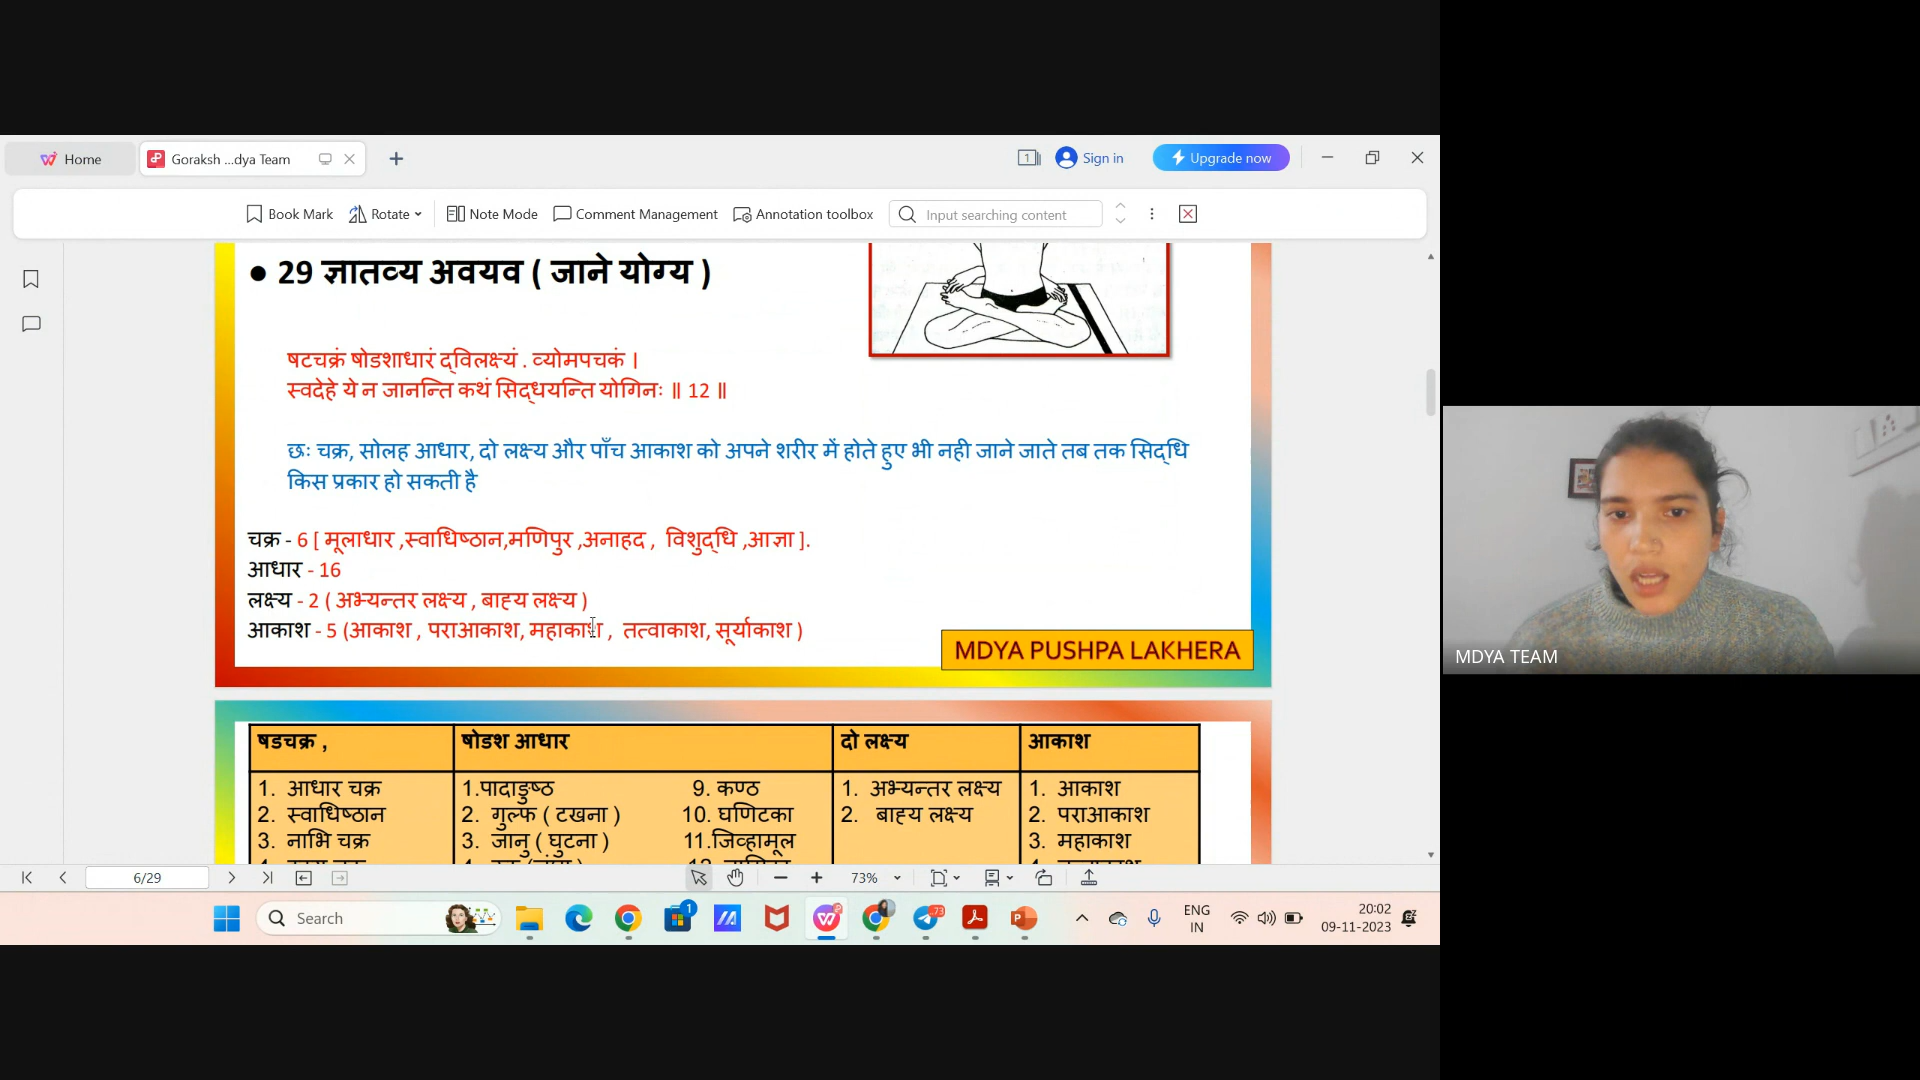 Home
Goraksh ...dya Team
1
Sign in
Upgrade now
Book Mark
Rotate
Note Mode
Comment Management
Annotation toolbox
Input searching content
● 29 ज्ञातव्य अवयव ( जाने योग्य )
षटचक्रं षोडशाधारं द्विलक्ष्यं . व्योमपचकं ।
स्वदेहे ये न जानन्ति कथं सिद्धयन्ति योगिनः ॥ 12 ॥
छः चक्र, सोलह आधार, दो लक्ष्य और पाँच आकाश को अपने शरीर में होते हुए भी नही जाने जाते तब तक सिद्धि
किस प्रकार हो सकती है
चक्र - 6 [ मूलाधार ,स्वाधिष्ठान,मणिपुर ,अनाहद , विशुद्धि ,आज्ञा ].
आधार - 16
लक्ष्य - 2 ( अभ्यन्तर लक्ष्य , बाह्य लक्ष्य )
आकाश - 5 (आकाश , पराआकाश, महाकाश , तत्वाकाश, सूर्याकाश )
MDYA PUSHPA LAKHERA
षडचक्र , षोडश आधार दो लक्ष्य आकाश
1. आधार चक्र 1.पादाङुष्ठ 9. कण्ठ 1. अभ्यन्तर लक्ष्य 1. आकाश
2. स्वाधिष्ठान 2. गुल्फ ( टखना ) 10. घण्टिका 2. बाह्य लक्ष्य 2. पराआकाश
3. नाभि चक्र 3. जानु ( घुटना ) 11.जिव्हामूल 3. महाकाश
6/29
73%
Search
1
73
ENG
IN
20:02
09-11-2023
MDYA TEAM